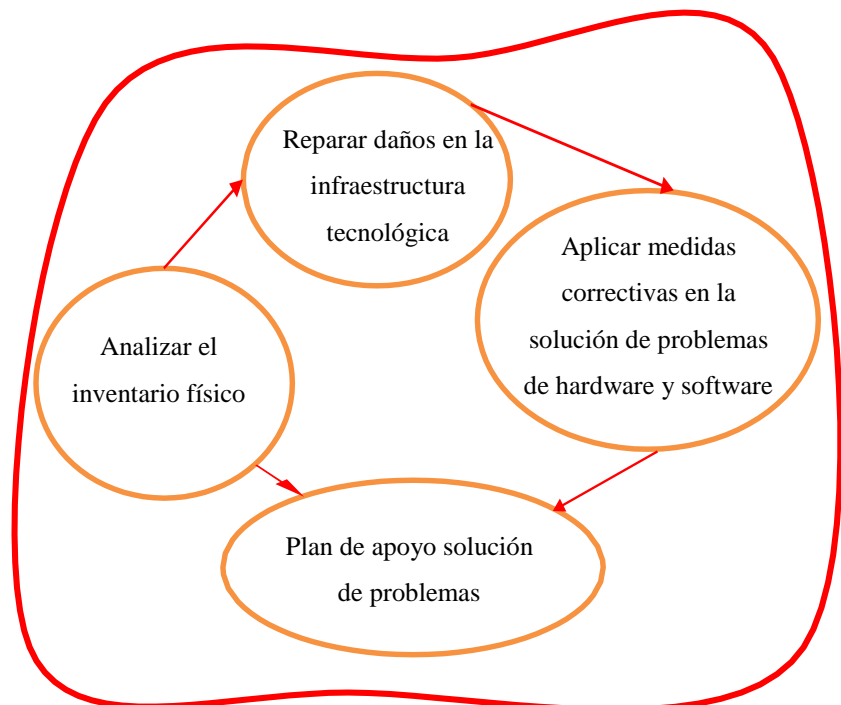 Reparar daños en la
infraestructura
tecnológica
Aplicar medidas
correctivas en la
solución de problemas
de hardware y software
Analizar el
inventario físico
Plan de apoyo solución
de problemas